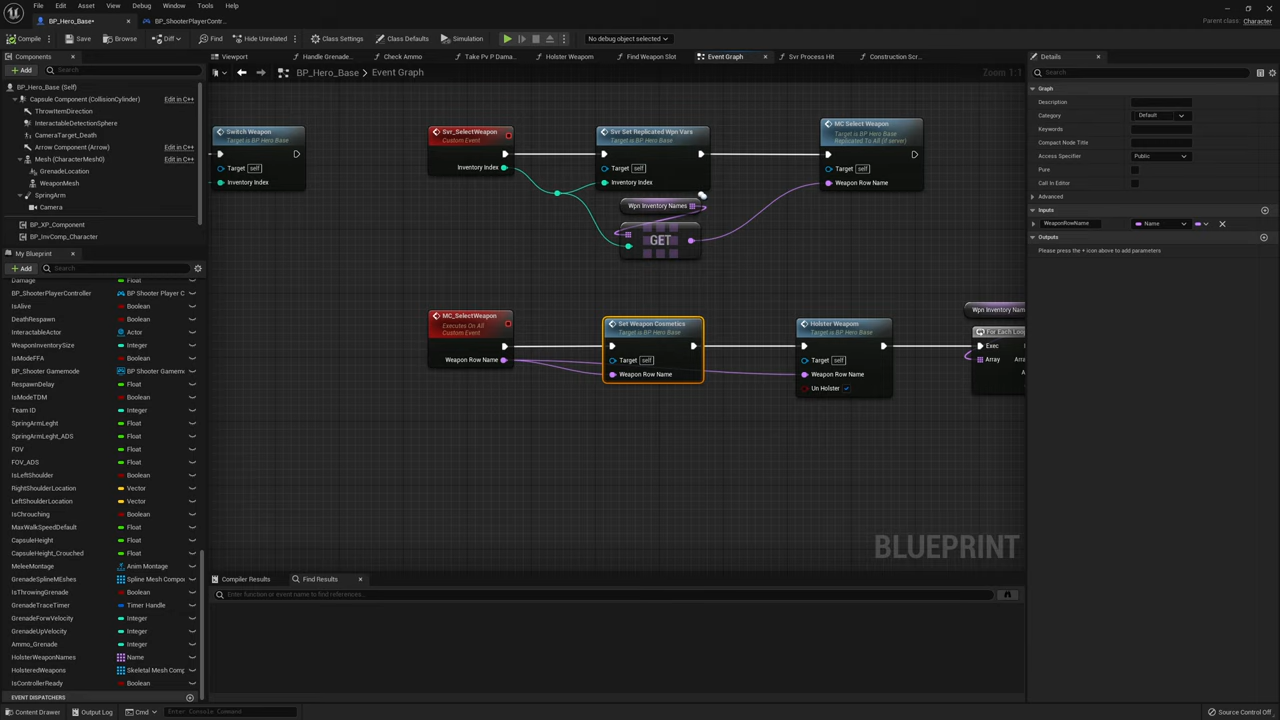 File Edit Asset View Debug Window Tools Help
BP_Hero_Base*
BP_ShooterPlayerContr...
Parent class: Character
Compile
Save
Browse
Diff
Find
Hide Unrelated
Class Settings
Class Defaults
Simulation
No debug object selected
Components
Add
Search
BP_Hero_Base (Self)
Capsule Component (CollisionCylinder) Edit in C++
ThrowItemDirection
InteractableDetectionSphere
CameraTarget_Death
Arrow Component (Arrow) Edit in C++
Mesh (CharacterMesh0) Edit in C++
GrenadeLocation
WeaponMesh
SpringArm
Camera
BP_XP_Component
BP_InvComp_Character
My Blueprint
Add
Search
Damage Float
BP_ShooterPlayerController BP Shooter Player C
IsAlive Boolean
DeathRespawn Boolean
InteractableActor Actor
WeaponInventorySize Integer
IsModeFFA Boolean
BP_Shooter Gamemode BP Shooter Gamem
RespawnDelay Float
IsModeTDM Boolean
Team ID Integer
SpringArmLeght Float
SpringArmLeght_ADS Float
FOV Float
FOV_ADS Float
IsLeftShoulder Boolean
RightShoulderLocation Vector
LeftShoulderLocation Vector
IsChrouching Boolean
MaxWalkSpeedDefault Float
CapsuleHeight Float
CapsuleHeight_Crouched Float
MeleeMontage Anim Montage
GrenadeSplineMEshes Spline Mesh Compo
IsThrowingGrenade Boolean
GrenadeTraceTimer Timer Handle
GrenadeForwVelocity Integer
GrenadeUpVelocity Integer
Ammo_Grenade Integer
HolsterWeaponNames Name
HolsteredWeapons Skeletal Mesh Comp
IsControllerReady Boolean
EVENT DISPATCHERS
Viewport
Handle Grenade...
Check Ammo
Take Pv P Dama...
Holster Weapon
Find Weapon Slot
Event Graph
Svr Process Hit
Construction Scr...
BP_Hero_Base > Event Graph
Zoom 1:1
Switch Weapon
Target is BP Hero Base
Target self
Inventory Index
Svr_SelectWeapon
Custom Event
Inventory Index
Svr Set Replicated Wpn Vars
Target is BP Hero Base
Target self
Inventory Index
Wpn Inventory Names
GET
MC Select Weapon
Target is BP Hero Base
Replicated To All (if server)
Target self
Weapon Row Name
MC_SelectWeapon
Executes On All
Custom Event
Weapon Row Name
Set Weapon Cosmetics
Target is BP Hero Base
Target self
Weapon Row Name
Holster Weapon
Target is BP Hero Base
Target self
Weapon Row Name
Un Holster
Wpn Inventory Nam
For Each Loo
Exec
Array
BLUEPRINT
Compiler Results
Find Results
Enter function or event name to find references...
Details
Search
Graph
Description
Category Default
Keywords
Compact Node Title
Access Specifier Public
Pure
Call In Editor
Advanced
Inputs
WeaponRowName Name
Outputs
Please press the + icon above to add parameters
Content Drawer
Output Log
Cmd
Enter Console Command
Source Control Off